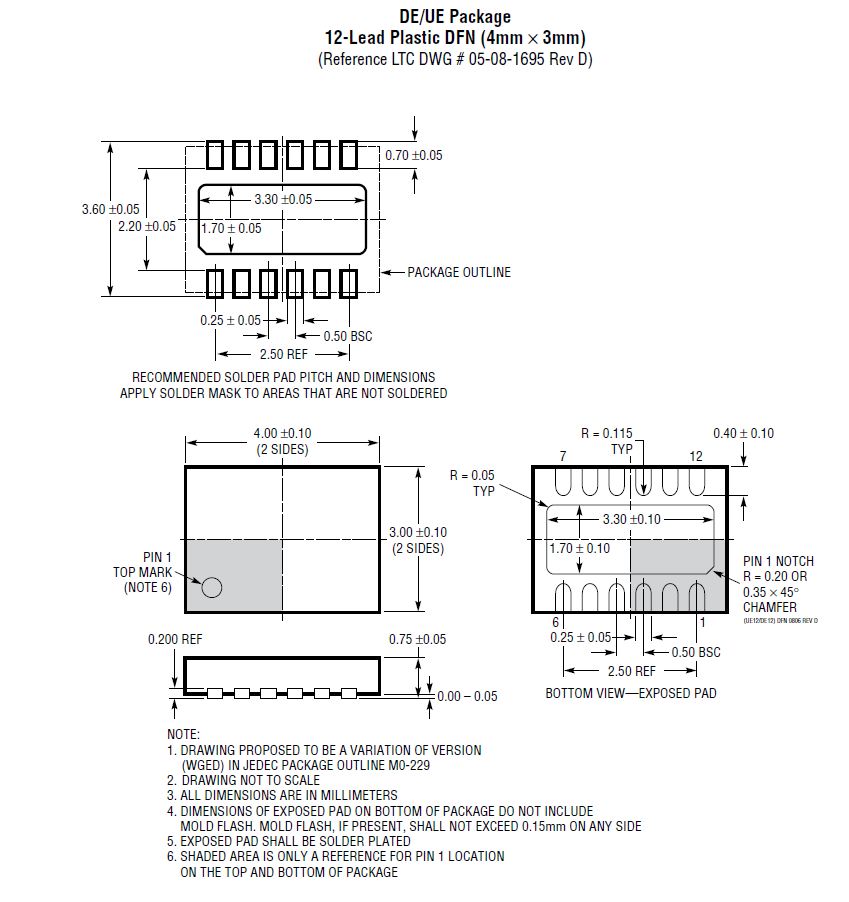 DE/UE Package
12-Lead Plastic DFN (4mm × 3mm)
(Reference LTC DWG # 05-08-1695 Rev D)
0.70 ±0.05
3.30 ±0.05
3.60 ±0.05
2.20 ±0.05
1.70 ± 0.05
PACKAGE OUTLINE
0.25 ± 0.05
0.50 BSC
2.50 REF
RECOMMENDED SOLDER PAD PITCH AND DIMENSIONS
APPLY SOLDER MASK TO AREAS THAT ARE NOT SOLDERED
4.00 ±0.10
(2 SIDES)
3.00 ±0.10
(2 SIDES)
PIN 1
TOP MARK
(NOTE 6)
0.200 REF
0.75 ±0.05
0.00 – 0.05
R = 0.115
TYP
0.40 ± 0.10
7
12
R = 0.05
TYP
3.30 ±0.10
1.70 ± 0.10
PIN 1 NOTCH
R = 0.20 OR
0.35 × 45°
CHAMFER
(UE12/DE12) DFN 0806 REV D
6
1
0.25 ± 0.05
0.50 BSC
2.50 REF
BOTTOM VIEW—EXPOSED PAD
NOTE:
1. DRAWING PROPOSED TO BE A VARIATION OF VERSION
(WGED) IN JEDEC PACKAGE OUTLINE M0-229
2. DRAWING NOT TO SCALE
3. ALL DIMENSIONS ARE IN MILLIMETERS
4. DIMENSIONS OF EXPOSED PAD ON BOTTOM OF PACKAGE DO NOT INCLUDE
MOLD FLASH. MOLD FLASH, IF PRESENT, SHALL NOT EXCEED 0.15mm ON ANY SIDE
5. EXPOSED PAD SHALL BE SOLDER PLATED
6. SHADED AREA IS ONLY A REFERENCE FOR PIN 1 LOCATION
ON THE TOP AND BOTTOM OF PACKAGE